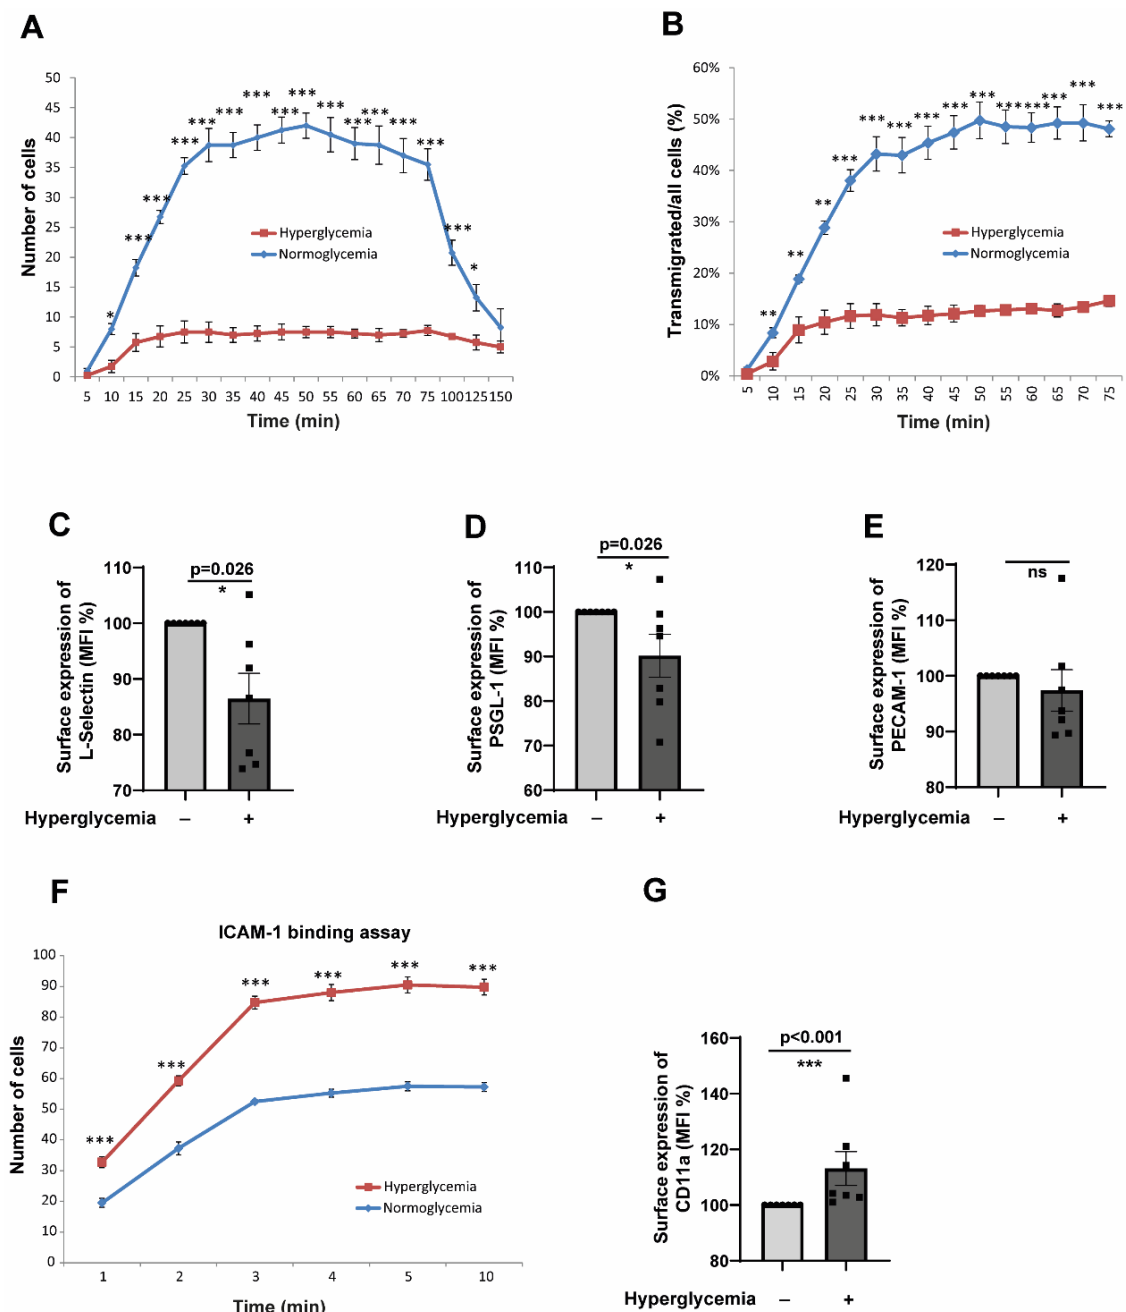 A
50
45
40
35
30
25
20
15
10
5
0
Number of cells
* *** *** *** *** *** *** *** *** *** *** *** *** *** *** *
Hyperglycemia
Normoglycemia
5 10 15 20 25 30 35 40 45 50 55 60 65 70 75 100 125 150
Time (min)
B
60%
50%
40%
30%
20%
10%
0%
Transmigrated/all cells (%)
** ** ** *** *** *** *** *** *** *** *** *** *** ***
Hyperglycemia
Normoglycemia
5 10 15 20 25 30 35 40 45 50 55 60 65 70 75
Time (min)
C
Surface expression of
L-Selectin (MFI %)
110
100
90
80
70
p=0.026
*
Hyperglycemia – +
D
Surface expression of
PSGL-1 (MFI %)
110
100
90
80
70
60
p=0.026
*
Hyperglycemia – +
E
Surface expression of
PECAM-1 (MFI %)
120
110
100
90
80
ns
Hyperglycemia – +
F
ICAM-1 binding assay
100
90
80
70
60
50
40
30
20
10
0
Number of cells
*** *** *** *** *** ***
Hyperglycemia
Normoglycemia
1 2 3 4 5 10
Time (min)
G
Surface expression of
CD11a (MFI %)
160
140
120
100
80
p<0.001
***
Hyperglycemia – +